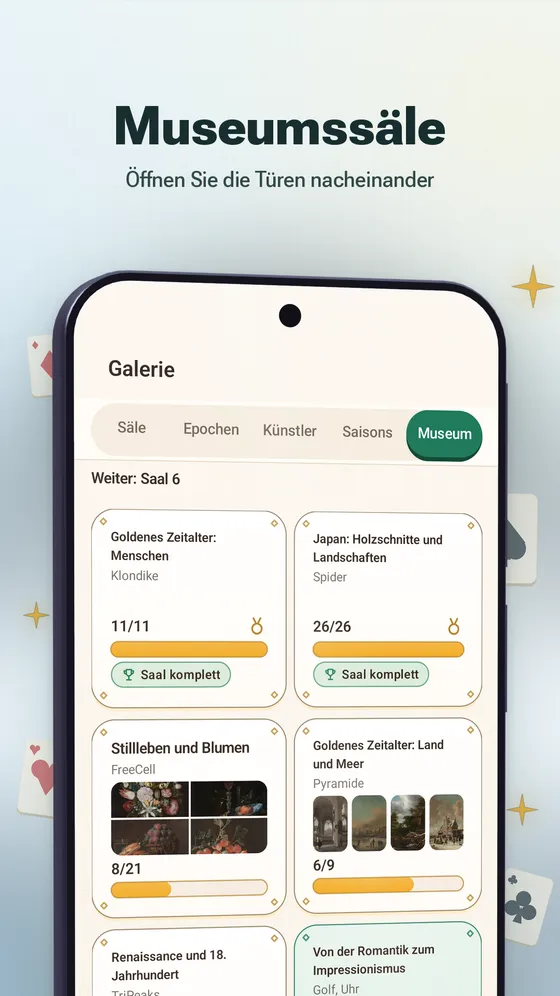 Museumssäle
Öffnen Sie die Türen nacheinander
Galerie
Säle Epochen Künstler Saisons Museum
Weiter: Saal 6
Goldenes Zeitalter:
Menschen
Klondike
11/11
Saal komplett
Japan: Holzschnitte und
Landschaften
Spider
26/26
Saal komplett
Stillleben und Blumen
FreeCell
8/21
Goldenes Zeitalter: Land
und Meer
Pyramide
6/9
Renaissance und 18.
Jahrhundert
TriPeaks
Von der Romantik zum
Impressionismus
Golf, Uhr